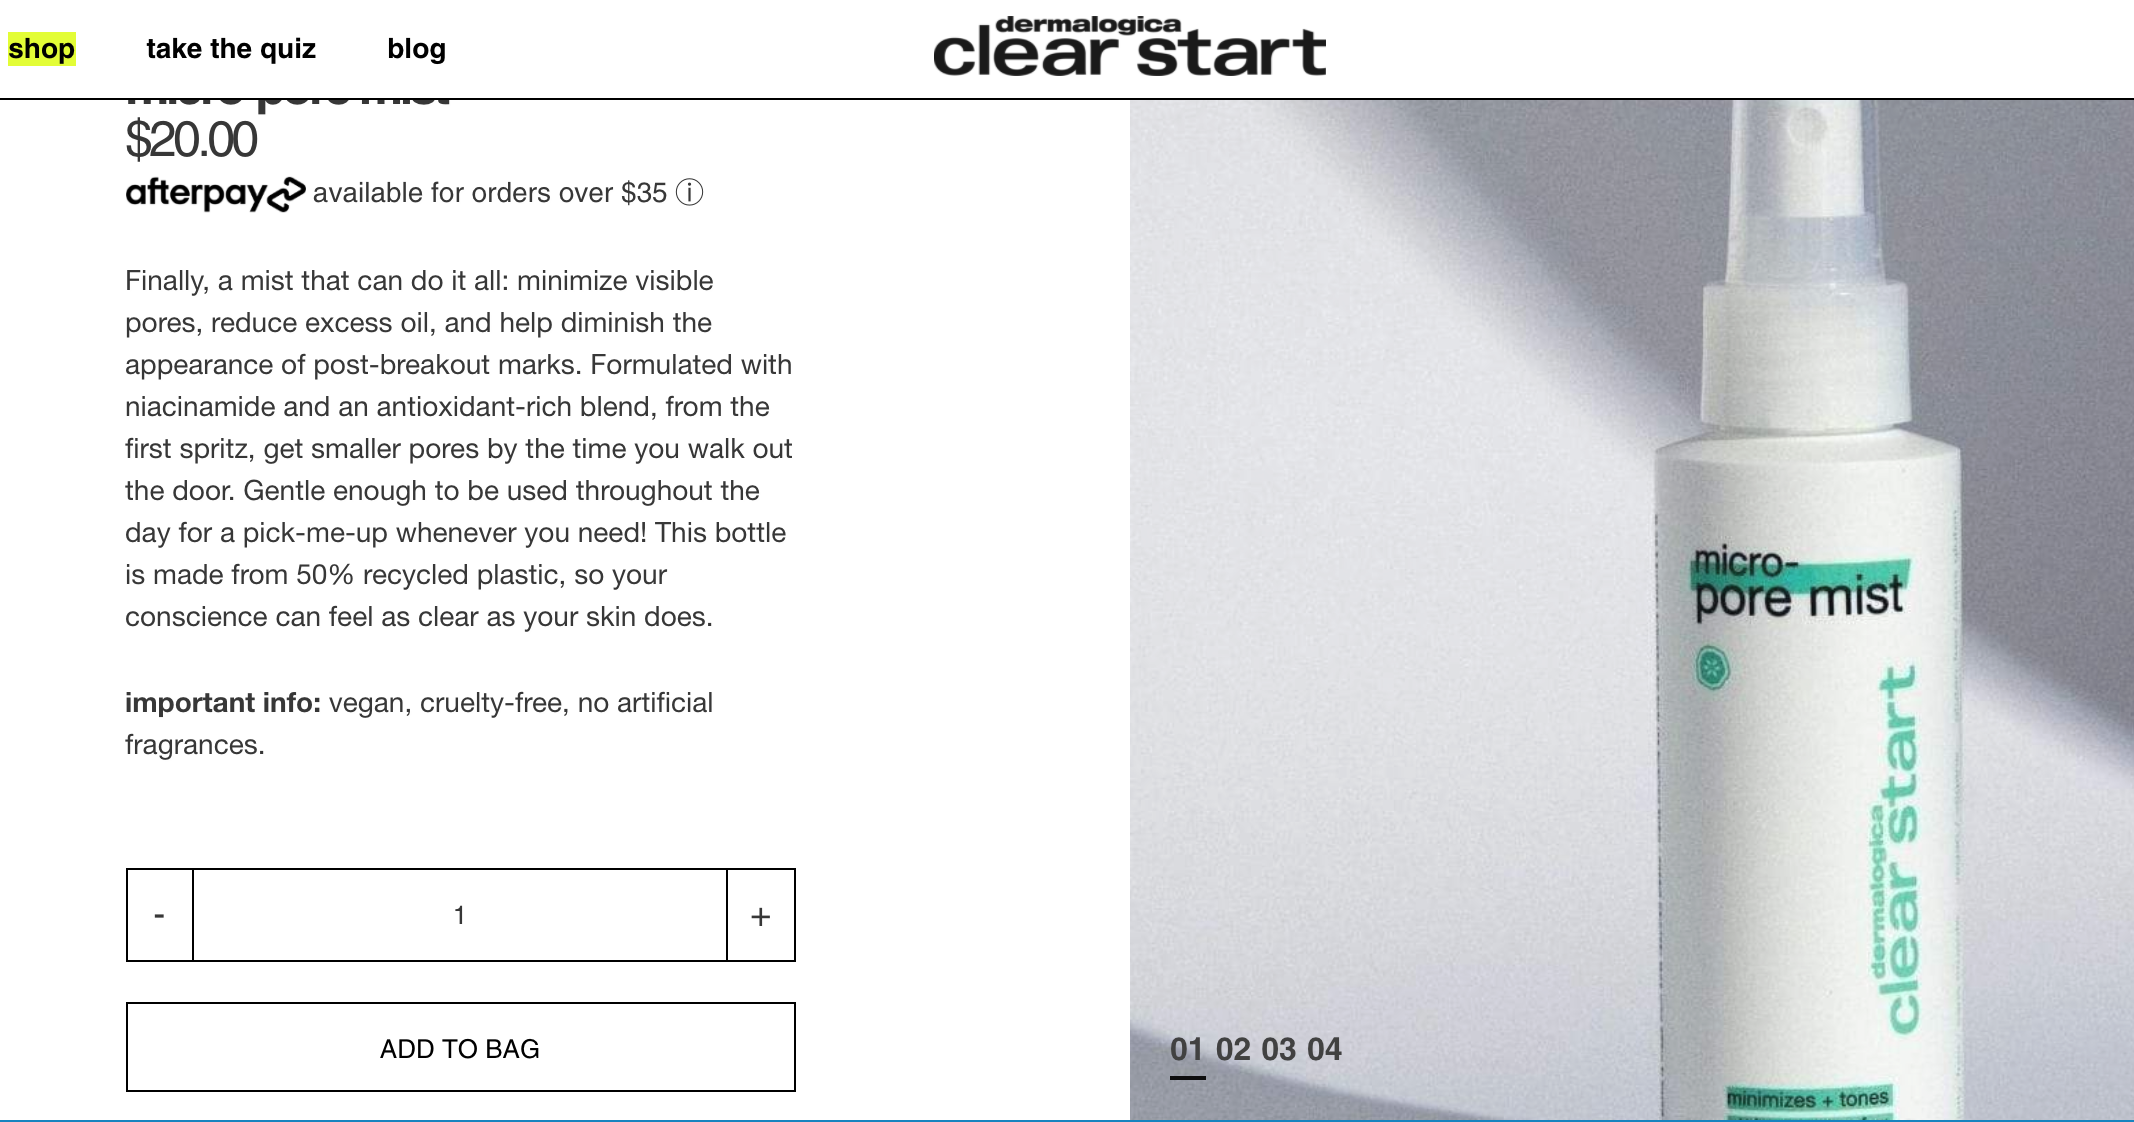 shop
take the quiz
blog
dermalogica
clear start
micro-pore mist
$20.00
afterpay available for orders over $35 ⓘ
Finally, a mist that can do it all: minimize visible
pores, reduce excess oil, and help diminish the
appearance of post-breakout marks. Formulated with
niacinamide and an antioxidant-rich blend, from the
first spritz, get smaller pores by the time you walk out
the door. Gentle enough to be used throughout the
day for a pick-me-up whenever you need! This bottle
is made from 50% recycled plastic, so your
conscience can feel as clear as your skin does.
important info: vegan, cruelty-free, no artificial
fragrances.
- 1 +
ADD TO BAG
micro-
pore mist
dermalogica
clear start
minimizes + tones
01 02 03 04